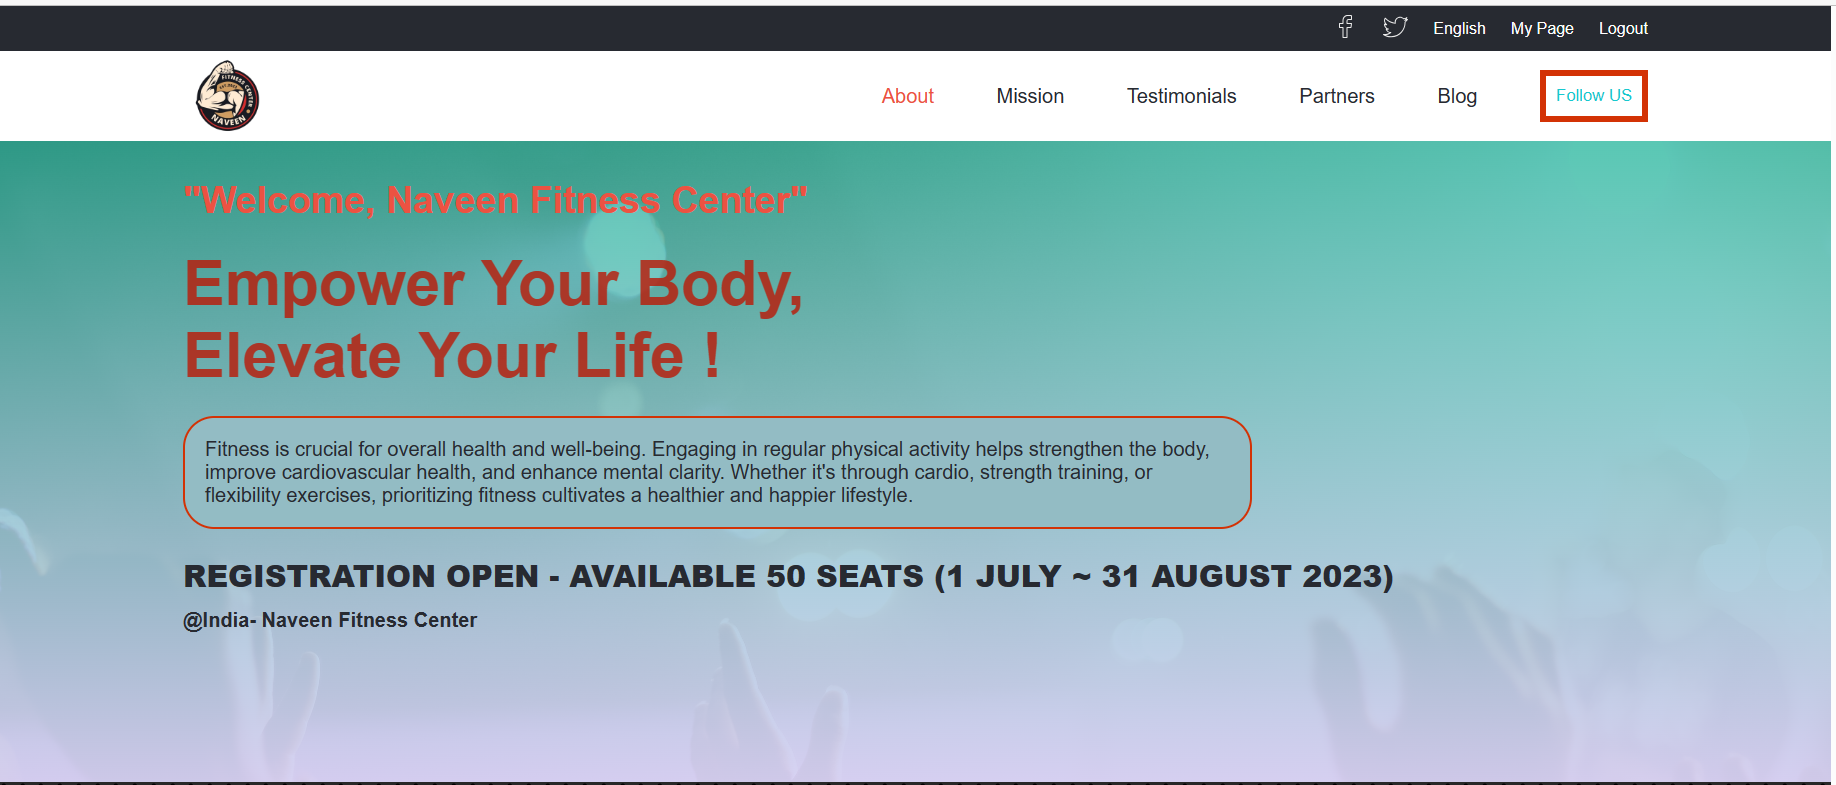 English My Page Logout
FITNESS CENTER
NAVEEN
About Mission Testimonials Partners Blog Follow US
"Welcome, Naveen Fitness Center"
Empower Your Body,
Elevate Your Life !
Fitness is crucial for overall health and well-being. Engaging in regular physical activity helps strengthen the body,
improve cardiovascular health, and enhance mental clarity. Whether it's through cardio, strength training, or
flexibility exercises, prioritizing fitness cultivates a healthier and happier lifestyle.
REGISTRATION OPEN - AVAILABLE 50 SEATS (1 JULY ~ 31 AUGUST 2023)
@India- Naveen Fitness Center